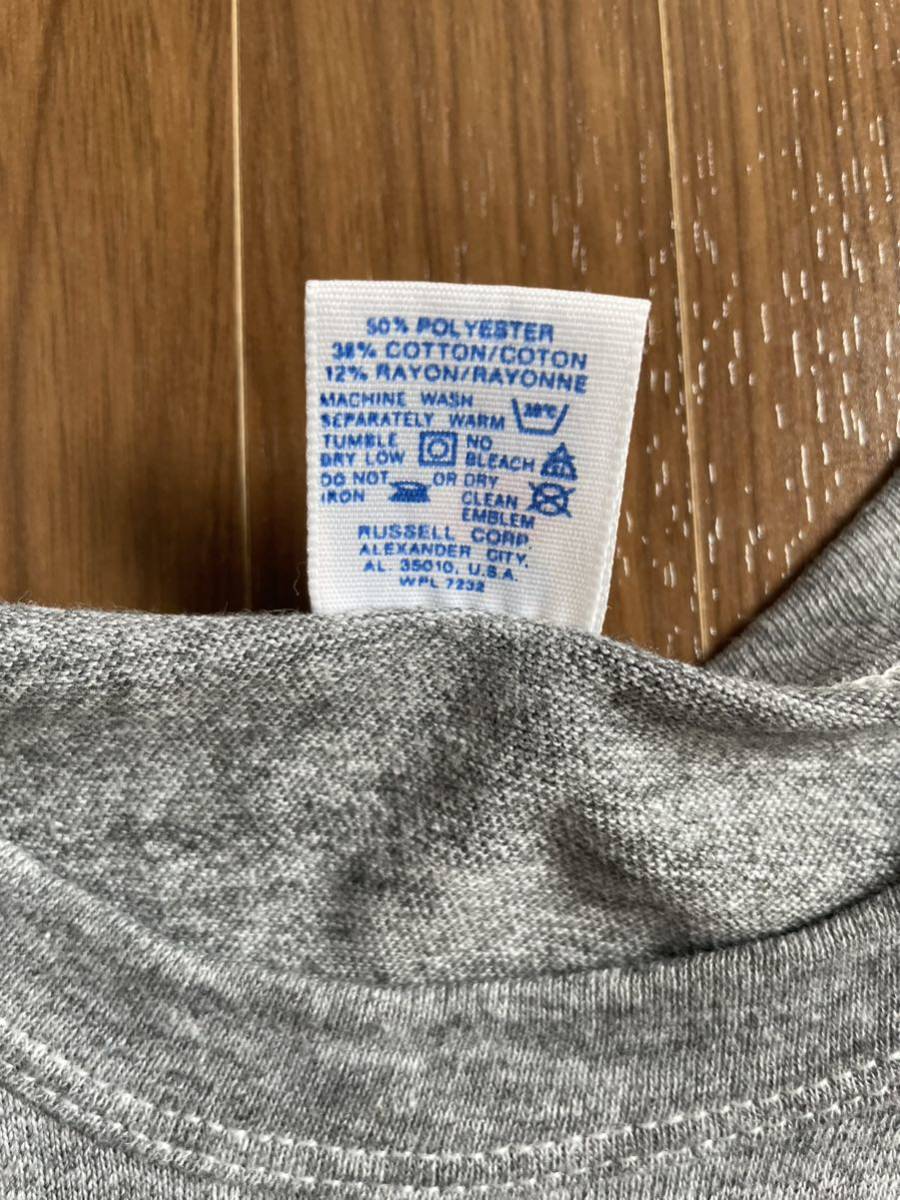 50% POLYESTER
38% COTTON/COTON
12% RAYON/RAYONNE
MACHINE WASH
SEPARATELY WARM
TUMBLE DRY LOW
NO BLEACH
DO NOT IRON
OR DRY CLEAN EMBLEM
RUSSELL CORP.
ALEXANDER CITY,
AL 35010, U.S.A.
WPL 7232